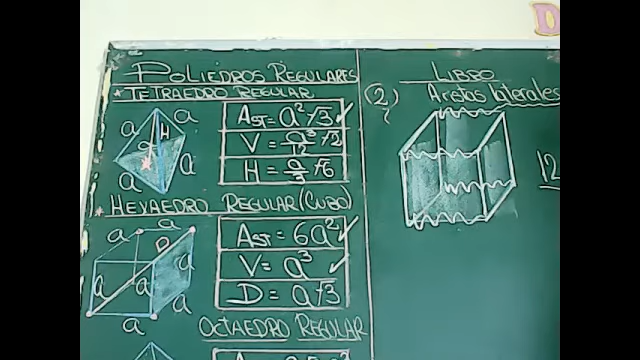 D
POLIEDROS REGULARES
* TETRAEDRO REGULAR
a a
H
a
a a
AST = a²√3
V = a³/12 √2
H = a/3 √6
* HEXAEDRO REGULAR (CUBO)
a a
D
a
a a
a
a
AST = 6a²
V = a³
D = a√3
OCTAEDRO REGULAR
LIBRO
2) Aristas laterales
12